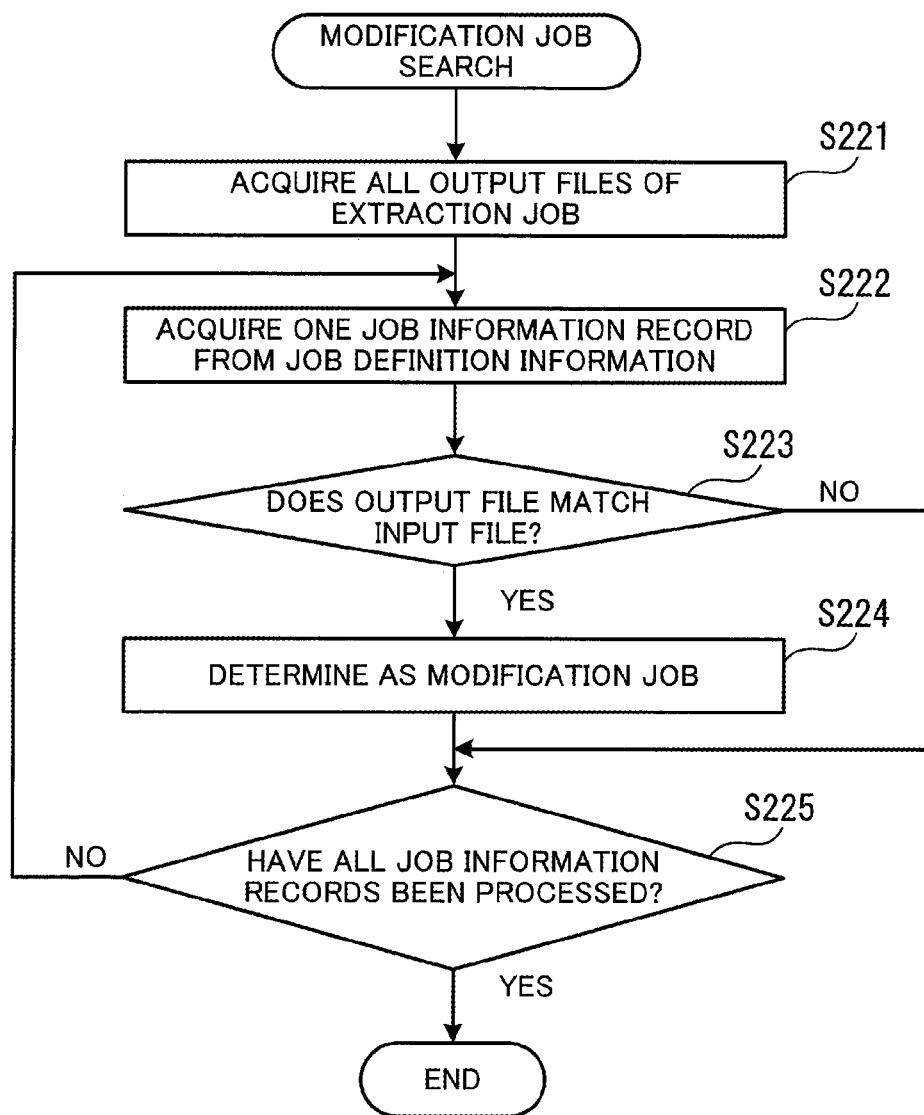 MODIFICATION JOB
SEARCH
S221
ACQUIRE ALL OUTPUT FILES OF
EXTRACTION JOB
S222
ACQUIRE ONE JOB INFORMATION RECORD
FROM JOB DEFINITION INFORMATION
S223
DOES OUTPUT FILE MATCH
INPUT FILE?
NO
YES
S224
DETERMINE AS MODIFICATION JOB
S225
NO
HAVE ALL JOB INFORMATION
RECORDS BEEN PROCESSED?
YES
END